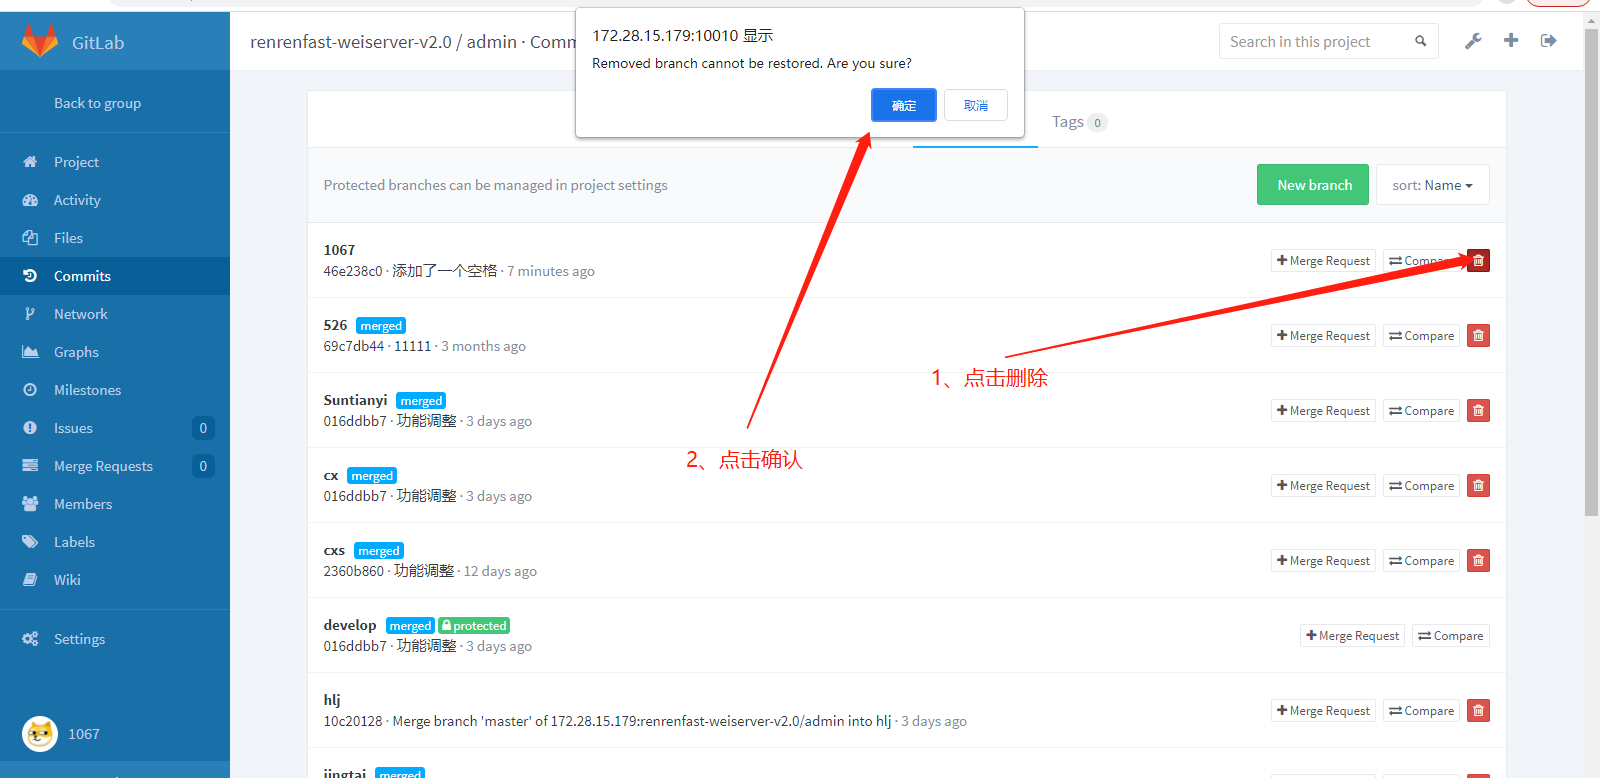 172.28.15.179:10010 显示
Removed branch cannot be restored. Are you sure?
确定
取消
GitLab
renrenfast-weiserver-v2.0 / admin · Comm
Search in this project
Back to group
Project
Activity
Files
Commits
Network
Graphs
Milestones
Issues 0
Merge Requests 0
Members
Labels
Wiki
Settings
1067
Tags 0
Protected branches can be managed in project settings
New branch
sort: Name
1067
46e238c0 · 添加了一个空格 · 7 minutes ago
Merge Request
Compare
526 merged
69c7db44 · 11111 · 3 months ago
Merge Request
Compare
1、点击删除
Suntianyi merged
016ddbb7 · 功能调整 · 3 days ago
Merge Request
Compare
2、点击确认
cx merged
016ddbb7 · 功能调整 · 3 days ago
Merge Request
Compare
cxs merged
2360b860 · 功能调整 · 12 days ago
Merge Request
Compare
develop merged protected
016ddbb7 · 功能调整 · 3 days ago
Merge Request
Compare
hlj
10c20128 · Merge branch 'master' of 172.28.15.179:renrenfast-weiserver-v2.0/admin into hlj · 3 days ago
Merge Request
Compare
jingtai merged